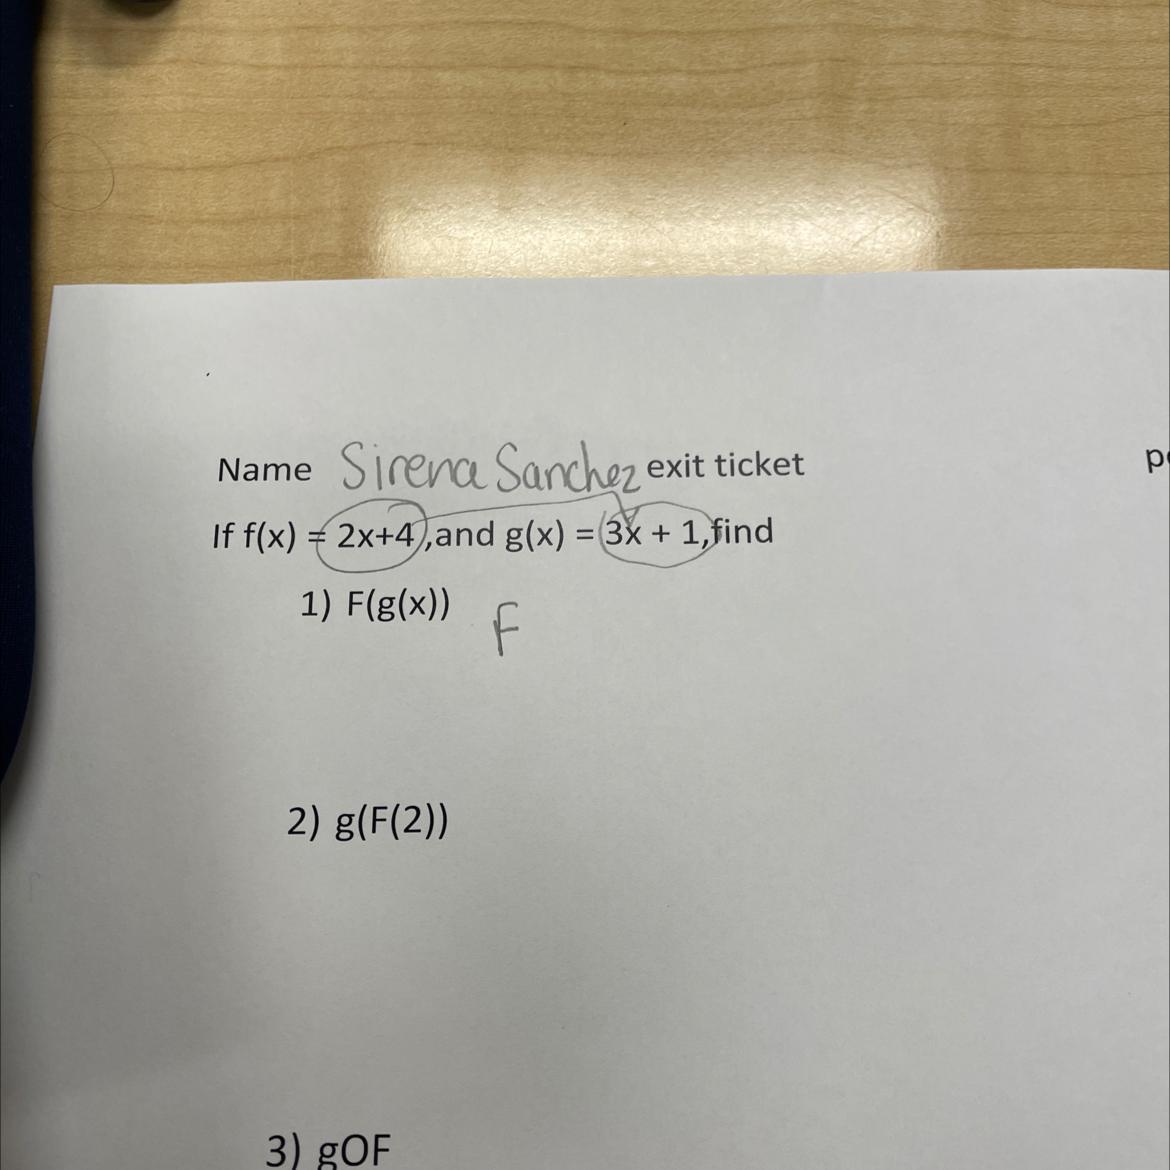 Name Sirena Sanchez exit ticket
If f(x) = 2x+4 ,and g(x) = 3x + 1,find
1) F(g(x)) F
2) g(F(2))
3) gOF